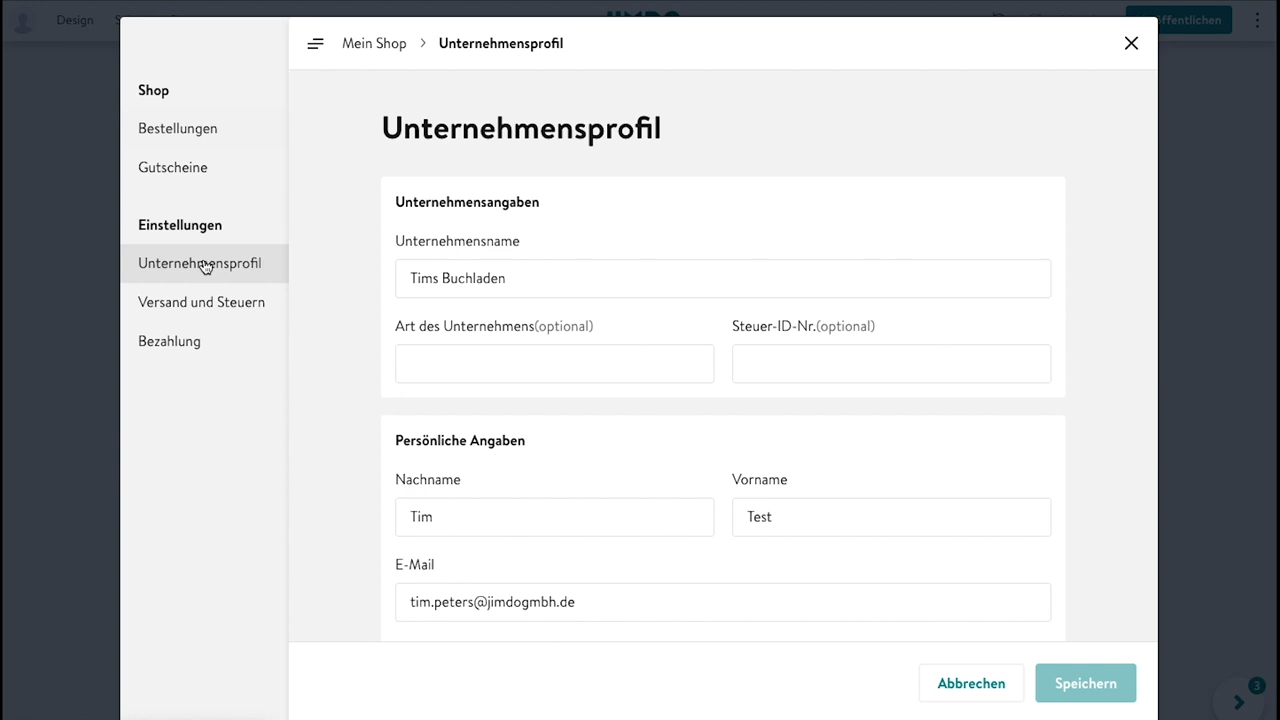 Design
JIMDO
Mein Shop > Unternehmensprofil
Shop
Bestellungen
Gutscheine
Einstellungen
Unternehmensprofil
Versand und Steuern
Bezahlung
Unternehmensprofil
Unternehmensangaben
Unternehmensname
Tims Buchladen
Art des Unternehmens(optional) Steuer-ID-Nr.(optional)
Persönliche Angaben
Nachname Vorname
Tim Test
E-Mail
tim.peters@jimdogmbh.de
Abbrechen Speichern
3